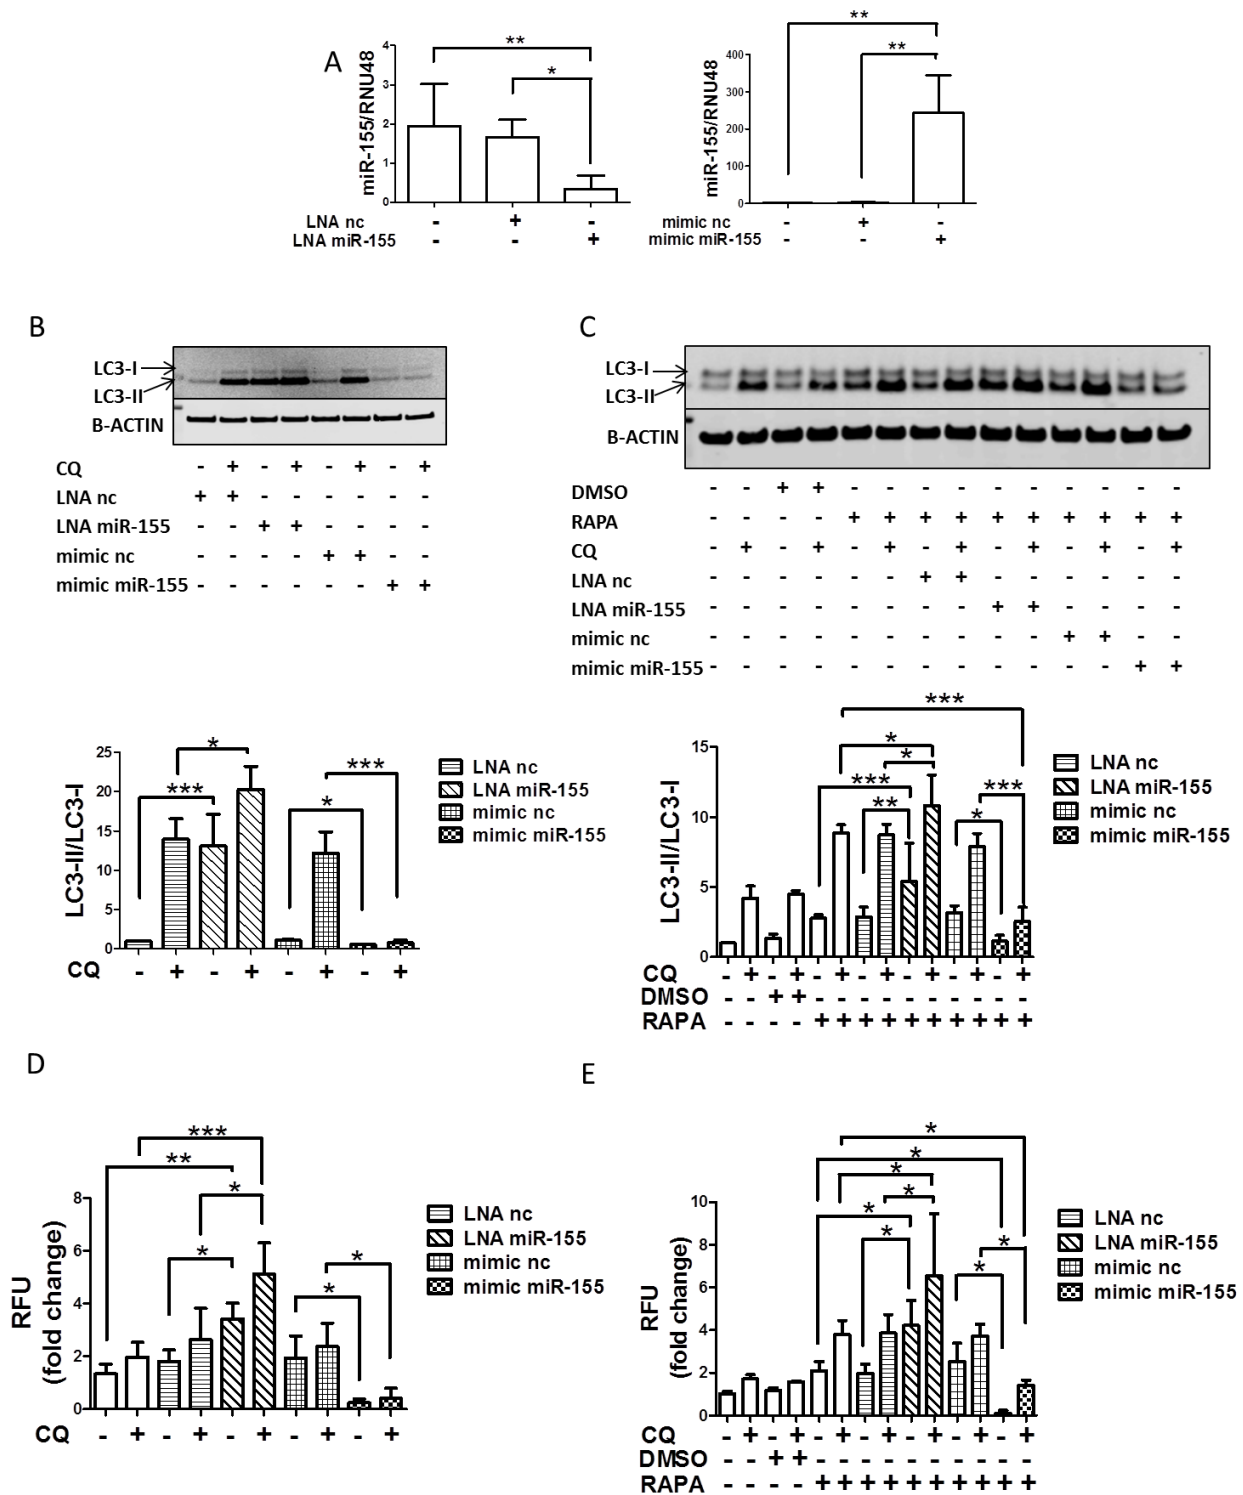 A
miR-155/RNU48
4
3
2
1
0
**
*
LNA nc - + -
LNA miR-155 - - +
miR-155/RNU48
400
300
200
100
0
**
**
mimic nc - + -
mimic miR-155 - - +
B
LC3-I
LC3-II
B-ACTIN
CQ - + - + - + - +
LNA nc + + - - - - - -
LNA miR-155 - - + + - - - -
mimic nc - - - - + + - -
mimic miR-155 - - - - - - + +
LC3-II/LC3-I
25
20
15
10
5
0
***
*
*
***
CQ - + - + - + - +
LNA nc
LNA miR-155
mimic nc
mimic miR-155
C
LC3-I
LC3-II
B-ACTIN
DMSO - - + + - - - - - - - - - -
RAPA - - - - + + + + + + + + + +
CQ - + - + - + - + - + - + - +
LNA nc - - - - - - + + - - - - - -
LNA miR-155 - - - - - - - - + + - - - -
mimic nc - - - - - - - - - - + + - -
mimic miR-155 - - - - - - - - - - - - + +
LC3-II/LC3-I
15
10
5
0
***
*
*
***
**
***
*
CQ - + - + - + - + - + - + - +
DMSO - - + + - - - - - - - - - -
RAPA - - - - + + + + + + + + + +
LNA nc
LNA miR-155
mimic nc
mimic miR-155
D
RFU
(fold change)
8
6
4
2
0
***
**
*
*
*
*
CQ - + - + - + - + - +
LNA nc
LNA miR-155
mimic nc
mimic miR-155
E
RFU
(fold change)
10
8
6
4
2
0
*
*
*
*
*
*
*
*
CQ - + - + - + - + - + - + - +
DMSO - - + + - - - - - - - - - -
RAPA - - - - + + + + + + + + + +
LNA nc
LNA miR-155
mimic nc
mimic miR-155